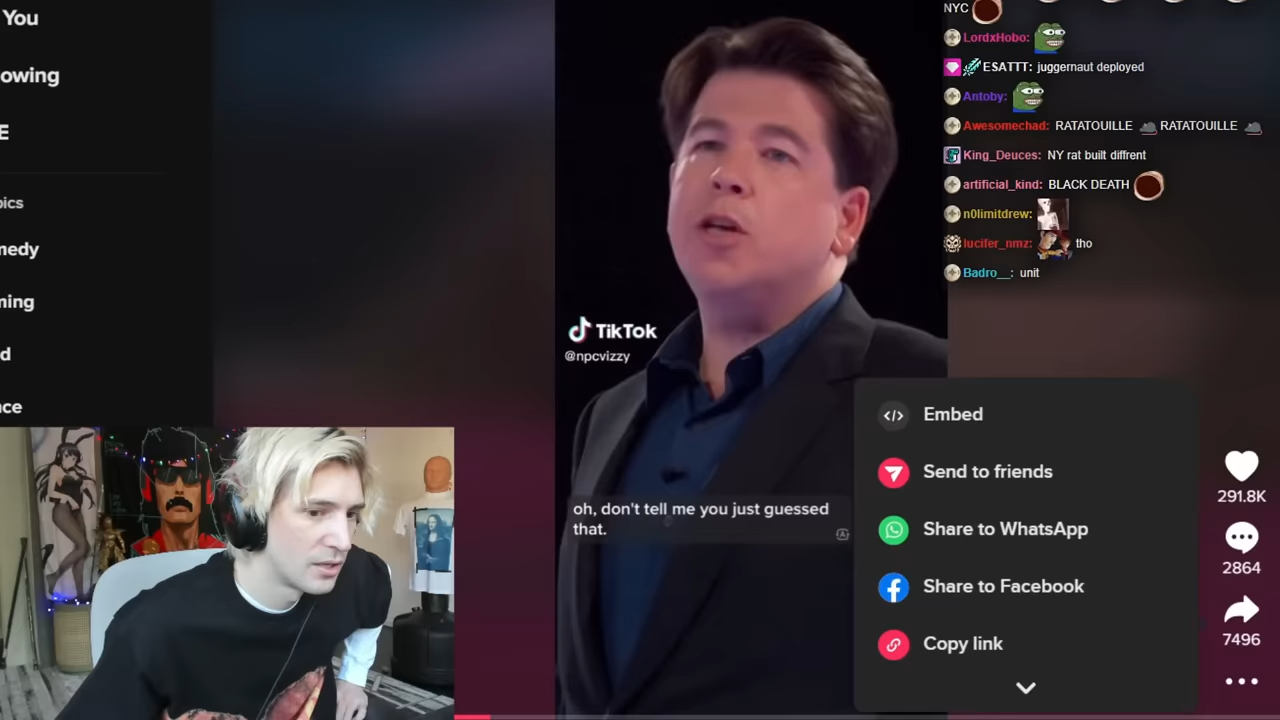 You
owing
E
pics
medy
ning
d
nce
TikTok
@npcvizzy
oh, don't tell me you just guessed
that.
NYC
LordxHobo:
ESATTT: juggernaut deployed
Antoby:
Awesomechad: RATATOUILLE RATATOUILLE
King_Deuces: NY rat built diffrent
artificial_kind: BLACK DEATH
n0limitdrew:
lucifer_nmz: tho
Badro__: unit
Embed
Send to friends
Share to WhatsApp
Share to Facebook
Copy link
291.8K
2864
7496